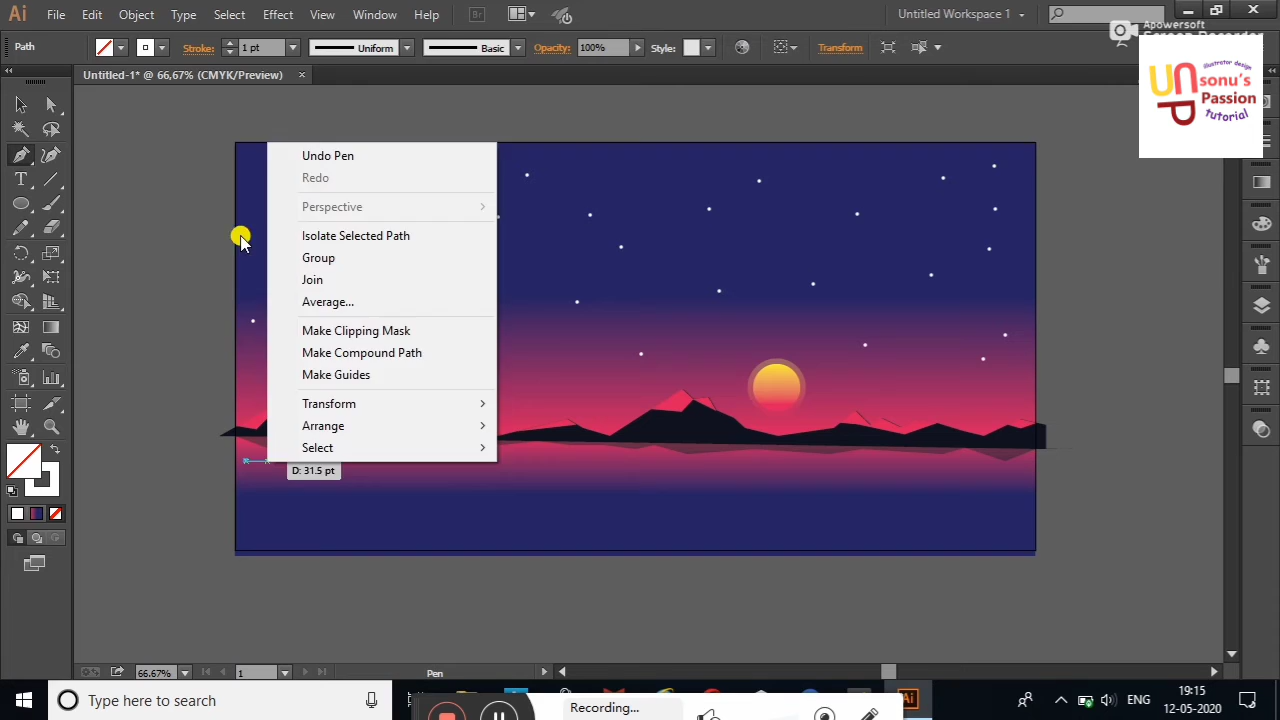 Ai File Edit Object Type Select Effect View Window Help Br Untitled Workspace 1
Apowersoft
Path Stroke: 1 pt Uniform Basic Opacity: 100% Style: Transform
Untitled-1* @ 66,67% (CMYK/Preview)
illustrator design
UP
sonu's
Passion
tutorial
Undo Pen
Redo
Perspective
Isolate Selected Path
Group
Join
Average...
Make Clipping Mask
Make Compound Path
Make Guides
Transform
Arrange
Select
D: 31.5 pt
66.67% 1 Pen
Type here to search
Recording...
Ai
ENG
19:15
12-05-2020